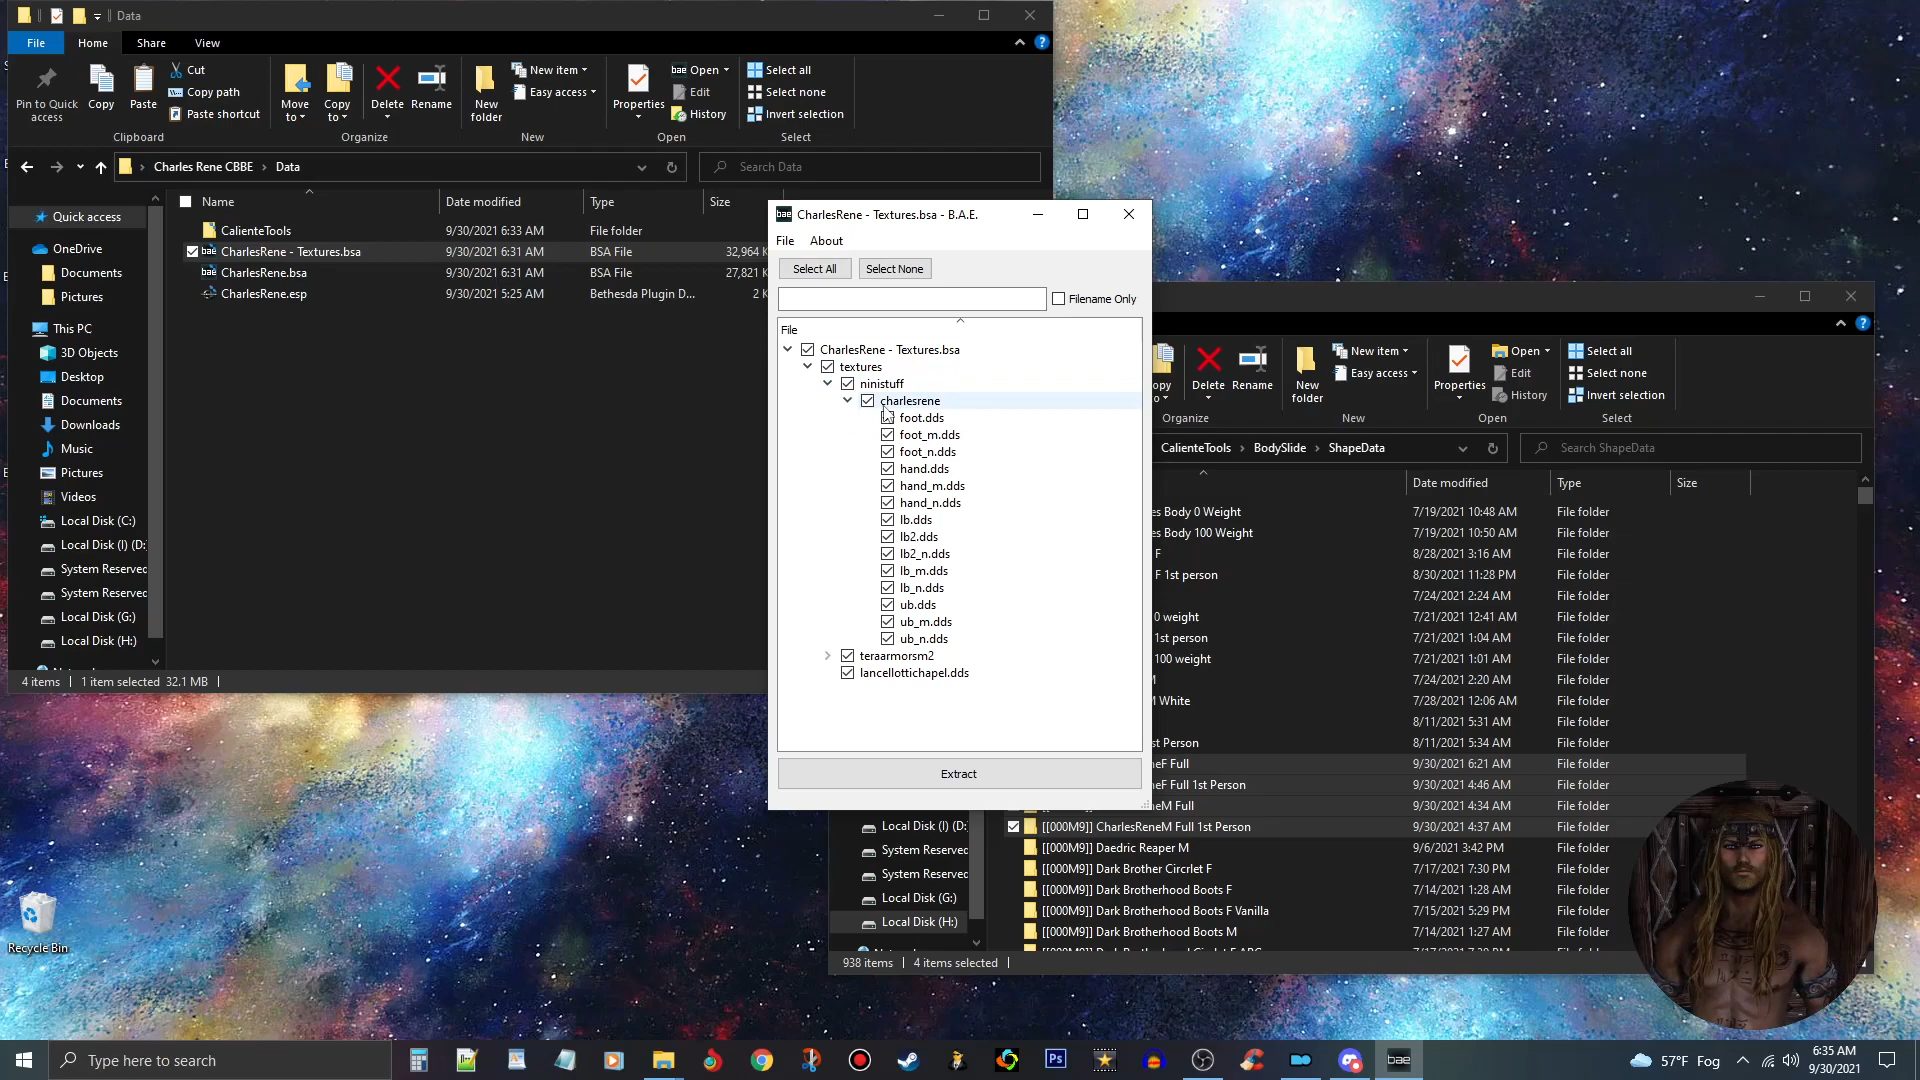 Data
File
Home
Share
View
Pin to Quick access
Copy
Paste
Cut
Copy path
Paste shortcut
Clipboard
Move to
Copy to
Delete
Rename
Organize
New folder
New item
Easy access
New
Properties
Open
Edit
History
Open
Select all
Select none
Invert selection
Select
Charles Rene CBBE > Data
Search Data
Name
Date modified
Type
Size
Quick access
OneDrive
Documents
Pictures
This PC
3D Objects
Desktop
Documents
Downloads
Music
Pictures
Videos
Local Disk (C:)
Local Disk (I) (D:
System Reserved
System Reserved
Local Disk (G:)
Local Disk (H:)
CalienteTools 9/30/2021 6:33 AM File folder
CharlesRene - Textures.bsa 9/30/2021 6:31 AM BSA File 32,964 K
CharlesRene.bsa 9/30/2021 6:31 AM BSA File 27,821 K
CharlesRene.esp 9/30/2021 5:25 AM Bethesda Plugin D... 2 K
4 items 1 item selected 32.1 MB
bae CharlesRene - Textures.bsa - B.A.E.
File About
Select All Select None
Filename Only
File
CharlesRene - Textures.bsa
textures
ninistuff
charlesrene
foot.dds
foot_m.dds
foot_n.dds
hand.dds
hand_m.dds
hand_n.dds
lb.dds
lb2.dds
lb2_n.dds
lb_m.dds
lb_n.dds
ub.dds
ub_m.dds
ub_n.dds
teraarmorsm2
lancellottichapel.dds
Extract
opy
Delete
Rename
Organize
New folder
New item
Easy access
New
Properties
Open
Edit
History
Open
Select all
Select none
Invert selection
Select
CalienteTools > BodySlide > ShapeData
Search ShapeData
Date modified
Type
Size
es Body 0 Weight 7/19/2021 10:48 AM File folder
es Body 100 Weight 7/19/2021 10:50 AM File folder
F 8/28/2021 3:16 AM File folder
F 1st person 8/30/2021 11:28 PM File folder
7/24/2021 2:24 AM File folder
0 weight 7/21/2021 12:41 AM File folder
1st person 7/21/2021 1:04 AM File folder
100 weight 7/21/2021 1:01 AM File folder
M 7/24/2021 2:20 AM File folder
M White 7/28/2021 12:06 AM File folder
8/11/2021 5:31 AM File folder
st Person 8/11/2021 5:34 AM File folder
neF Full 9/30/2021 6:21 AM File folder
neF Full 1st Person 9/30/2021 4:46 AM File folder
neM Full 9/30/2021 4:34 AM File folder
[[000M9]] CharlesReneM Full 1st Person 9/30/2021 4:37 AM File folder
[[000M9]] Daedric Reaper M 9/6/2021 3:42 PM File folder
[[000M9]] Dark Brother Circrlet F 7/17/2021 7:30 PM File folder
[[000M9]] Dark Brotherhood Boots F 7/14/2021 1:28 AM File folder
[[000M9]] Dark Brotherhood Boots F Vanilla 7/15/2021 5:29 PM File folder
[[000M9]] Dark Brotherhood Boots M 7/14/2021 1:27 AM File folder
Local Disk (I) (D:
System Reserved
System Reserved
Local Disk (G:)
Local Disk (H:)
938 items 4 items selected
Recycle Bin
Type here to search
Ps
bae
57°F Fog
6:35 AM
9/30/2021